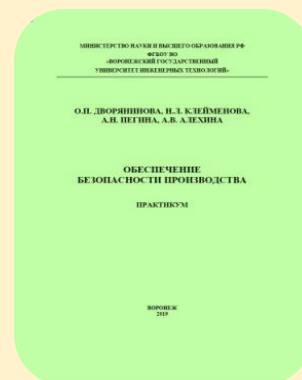 МИНИСТЕРСТВО НАУКИ И ВЫСШЕГО ОБРАЗОВАНИЯ РФ
ФГБОУ ВО
«ВОРОНЕЖСКИЙ ГОСУДАРСТВЕННЫЙ
УНИВЕРСИТЕТ ИНЖЕНЕРНЫХ ТЕХНОЛОГИЙ»
О.П. ДВОРЯНИНОВА, Н.Л. КЛЕЙМЕНОВА,
А.Н. ПЕГИНА, А.В. АЛЕХИНА
ОБЕСПЕЧЕНИЕ
БЕЗОПАСНОСТИ ПРОИЗВОДСТВА
ПРАКТИКУМ
ВОРОНЕЖ
2019